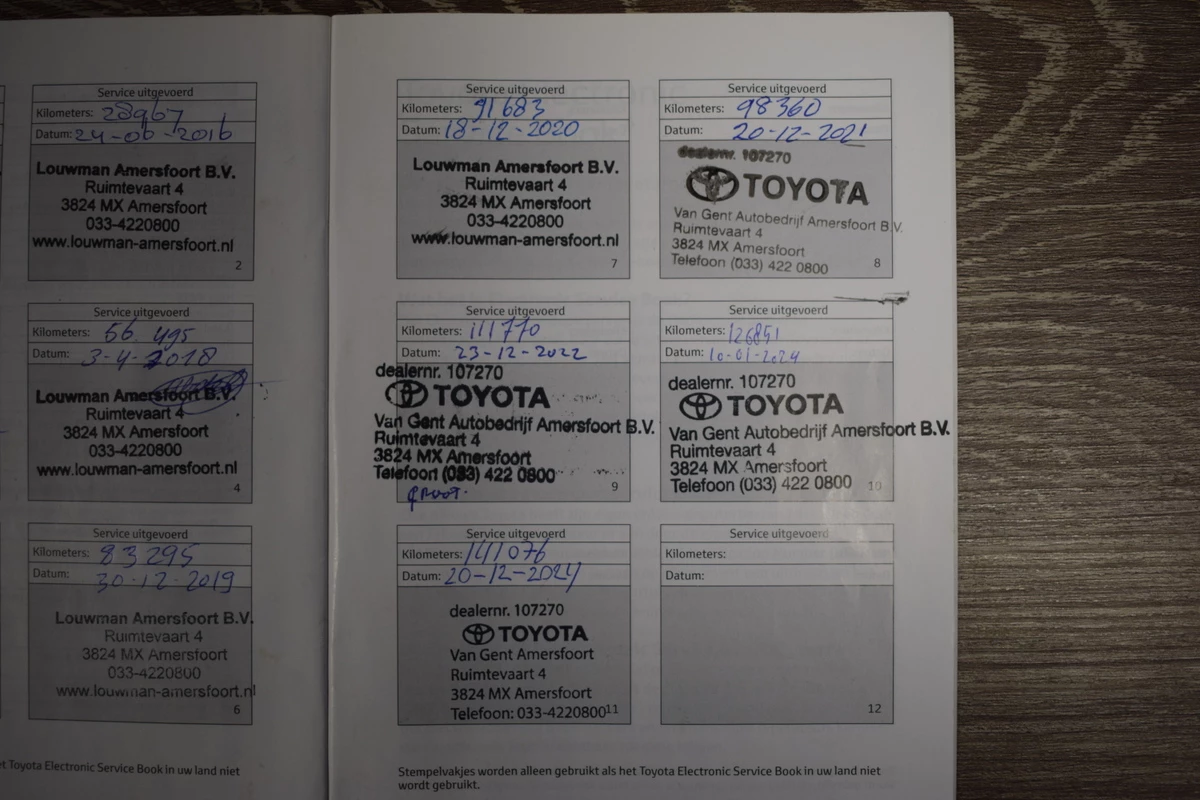 Service uitgevoerd
Kilometers: 28967
Datum: 24-06-2016
Louwman Amersfoort B.V.
Ruimtevaart 4
3824 MX Amersfoort
033-4220800
www.louwman-amersfoort.nl
2
Service uitgevoerd
Kilometers: 56.495
Datum: 3-4-2018
Louwman Amersfoort B.V.
Ruimtevaart 4
3824 MX Amersfoort
033-4220800
www.louwman-amersfoort.nl
4
Service uitgevoerd
Kilometers: 83295
Datum: 30-12-2019
Louwman Amersfoort B.V.
Ruimtevaart 4
3824 MX Amersfoort
033-4220800
www.louwman-amersfoort.nl
6
Toyota Electronic Service Book in uw land niet
Service uitgevoerd
Kilometers: 91683
Datum: 18-12-2020
Louwman Amersfoort B.V.
Ruimtevaart 4
3824 MX Amersfoort
033-4220800
www.louwman-amersfoort.nl
7
Service uitgevoerd
Kilometers: 98360
Datum: 20-12-2021
dealernr. 107270
TOYOTA
Van Gent Autobedrijf Amersfoort B.V.
Ruimtevaart 4
3824 MX Amersfoort
Telefoon (033) 422 0800
8
Service uitgevoerd
Kilometers: 111770
Datum: 23-12-2022
dealernr. 107270
TOYOTA
Van Gent Autobedrijf Amersfoort B.V.
Ruimtevaart 4
3824 MX Amersfoort
Telefoon (033) 422 0800
9
Service uitgevoerd
Kilometers: 126851
Datum: 10-01-2024
dealernr. 107270
TOYOTA
Van Gent Autobedrijf Amersfoort B.V.
Ruimtevaart 4
3824 MX Amersfoort
Telefoon (033) 422 0800
10
Service uitgevoerd
Kilometers: 141076
Datum: 20-12-2024
dealernr. 107270
TOYOTA
Van Gent Amersfoort
Ruimtevaart 4
3824 MX Amersfoort
Telefoon: 033-4220800
11
Service uitgevoerd
Kilometers:
Datum:
12
Stempelvakjes worden alleen gebruikt als het Toyota Electronic Service Book in uw land niet
wordt gebruikt.